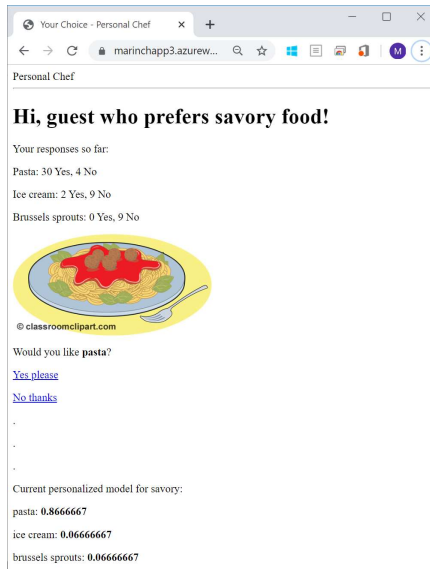 Your Choice - Personal Chef
marinchapp3.azurew...
M
Personal Chef
Hi, guest who prefers savory food!
Your responses so far:
Pasta: 30 Yes, 4 No
Ice cream: 2 Yes, 9 No
Brussels sprouts: 0 Yes, 9 No
© classroomclipart.com
Would you like pasta?
Yes please
No thanks
.
.
.
Current personalized model for savory:
pasta: 0.8666667
ice cream: 0.06666667
brussels sprouts: 0.06666667